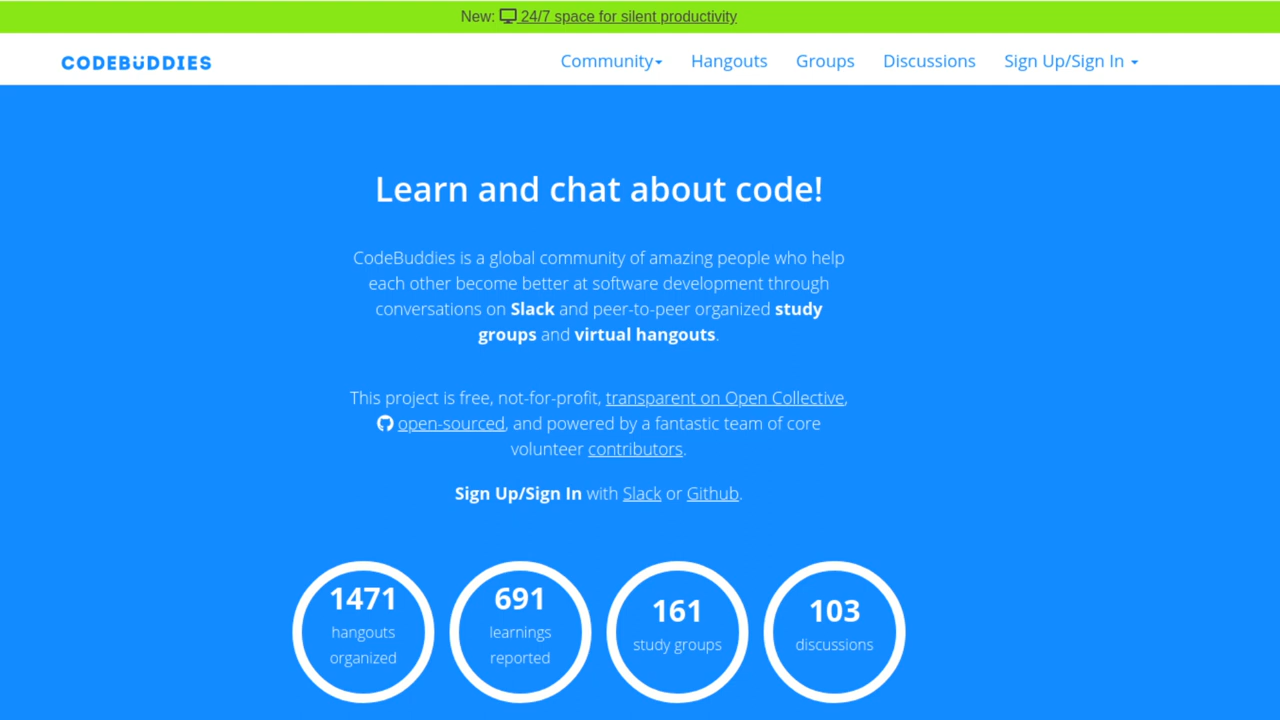 New: 24/7 space for silent productivity
CODEBUDDIES Community Hangouts Groups Discussions Sign Up/Sign In
Learn and chat about code!
CodeBuddies is a global community of amazing people who help
each other become better at software development through
conversations on Slack and peer-to-peer organized study
groups and virtual hangouts.
This project is free, not-for-profit, transparent on Open Collective,
open-sourced, and powered by a fantastic team of core
volunteer contributors.
Sign Up/Sign In with Slack or Github.
1471
hangouts
organized
691
learnings
reported
161
study groups
103
discussions